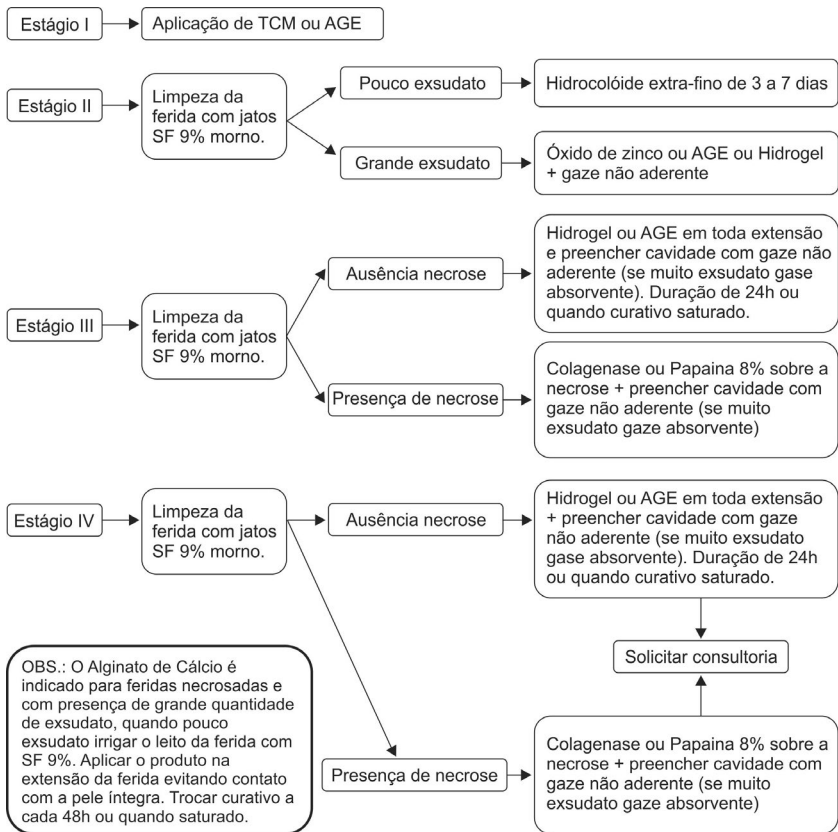 Estágio I
Aplicação de TCM ou AGE
Estágio II
Limpeza da
ferida com jatos
SF 9% morno.
Pouco exsudato
Hidrocolóide extra-fino de 3 a 7 dias
Grande exsudato
Óxido de zinco ou AGE ou Hidrogel
+ gaze não aderente
Estágio III
Limpeza da
ferida com jatos
SF 9% morno.
Ausência necrose
Hidrogel ou AGE em toda extensão
e preencher cavidade com gaze não
aderente (se muito exsudato gase
absorvente). Duração de 24h ou
quando curativo saturado.
Presença de necrose
Colagenase ou Papaina 8% sobre a
necrose + preencher cavidade com
gaze não aderente (se muito
exsudato gaze absorvente)
Estágio IV
Limpeza da
ferida com jatos
SF 9% morno.
Ausência necrose
Hidrogel ou AGE em toda extensão
+ preencher cavidade com gaze
não aderente (se muito exsudato
gase absorvente). Duração de 24h
ou quando curativo saturado.
Solicitar consultoria
Presença de necrose
Colagenase ou Papaina 8% sobre a
necrose + preencher cavidade com
gaze não aderente (se muito
exsudato gaze absorvente)
OBS.: O Alginato de Cálcio é
indicado para feridas necrosadas e
com presença de grande quantidade
de exsudato, quando pouco
exsudato irrigar o leito da ferida com
SF 9%. Aplicar o produto na
extensão da ferida evitando contato
com a pele íntegra. Trocar curativo a
cada 48h ou quando saturado.